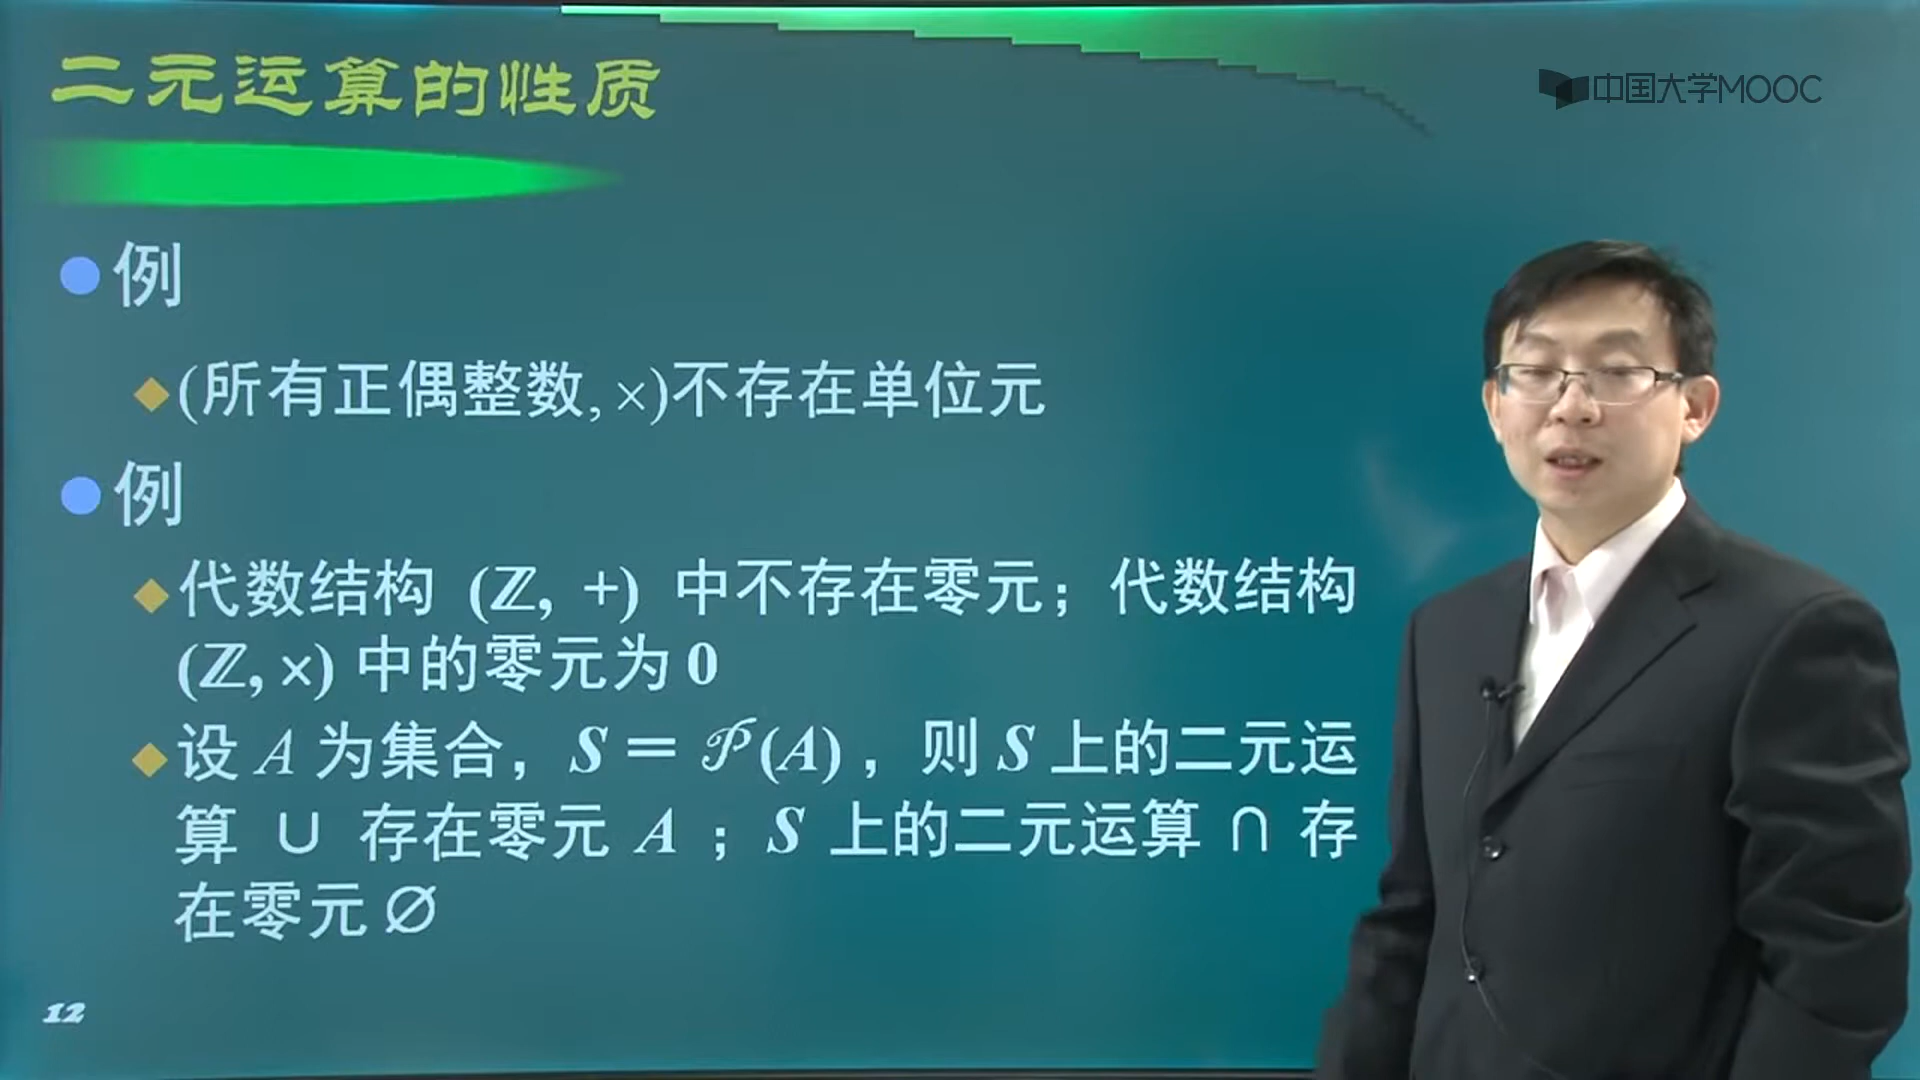 二元运算的性质
中国大学MOOC
例
(所有正偶整数, ×)不存在单位元
例
代数结构 (ℤ, +) 中不存在零元；代数结构
(ℤ, ×) 中的零元为 0
设 A 为集合，S = 𝒫(A)，则 S 上的二元运
算 ∪ 存在零元 A ；S 上的二元运算 ∩ 存
在零元 ∅
12